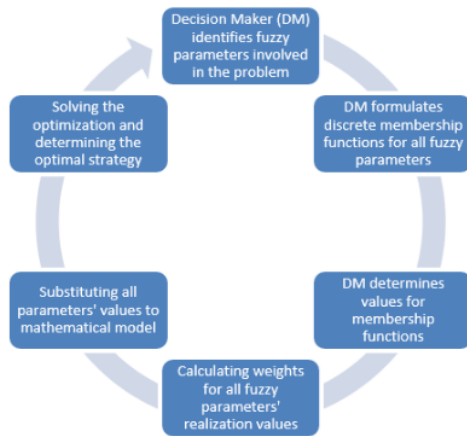 Decision Maker (DM)
identifies fuzzy
parameters involved
in the problem
DM formulates
discrete membership
functions for all fuzzy
parameters
DM determines
values for
membership
functions
Calculating weights
for all fuzzy
parameters'
realization values
Substituting all
parameters' values to
mathematical model
Solving the
optimization and
determining the
optimal strategy